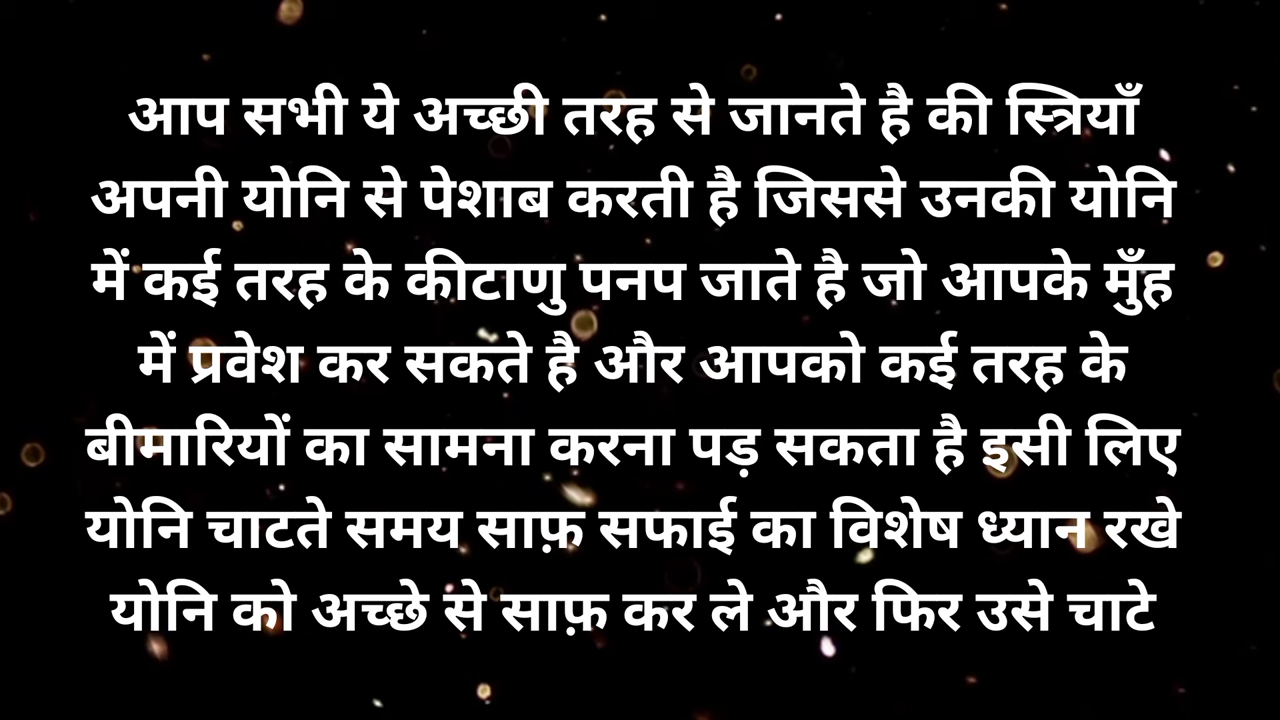 आप सभी ये अच्छी तरह से जानते है की स्त्रियाँ
अपनी योनि से पेशाब करती है जिससे उनकी योनि
में कई तरह के कीटाणु पनप जाते है जो आपके मुँह
में प्रवेश कर सकते है और आपको कई तरह के
बीमारियों का सामना करना पड़ सकता है इसी लिए
योनि चाटते समय साफ़ सफाई का विशेष ध्यान रखे
योनि को अच्छे से साफ़ कर ले और फिर उसे चाटे